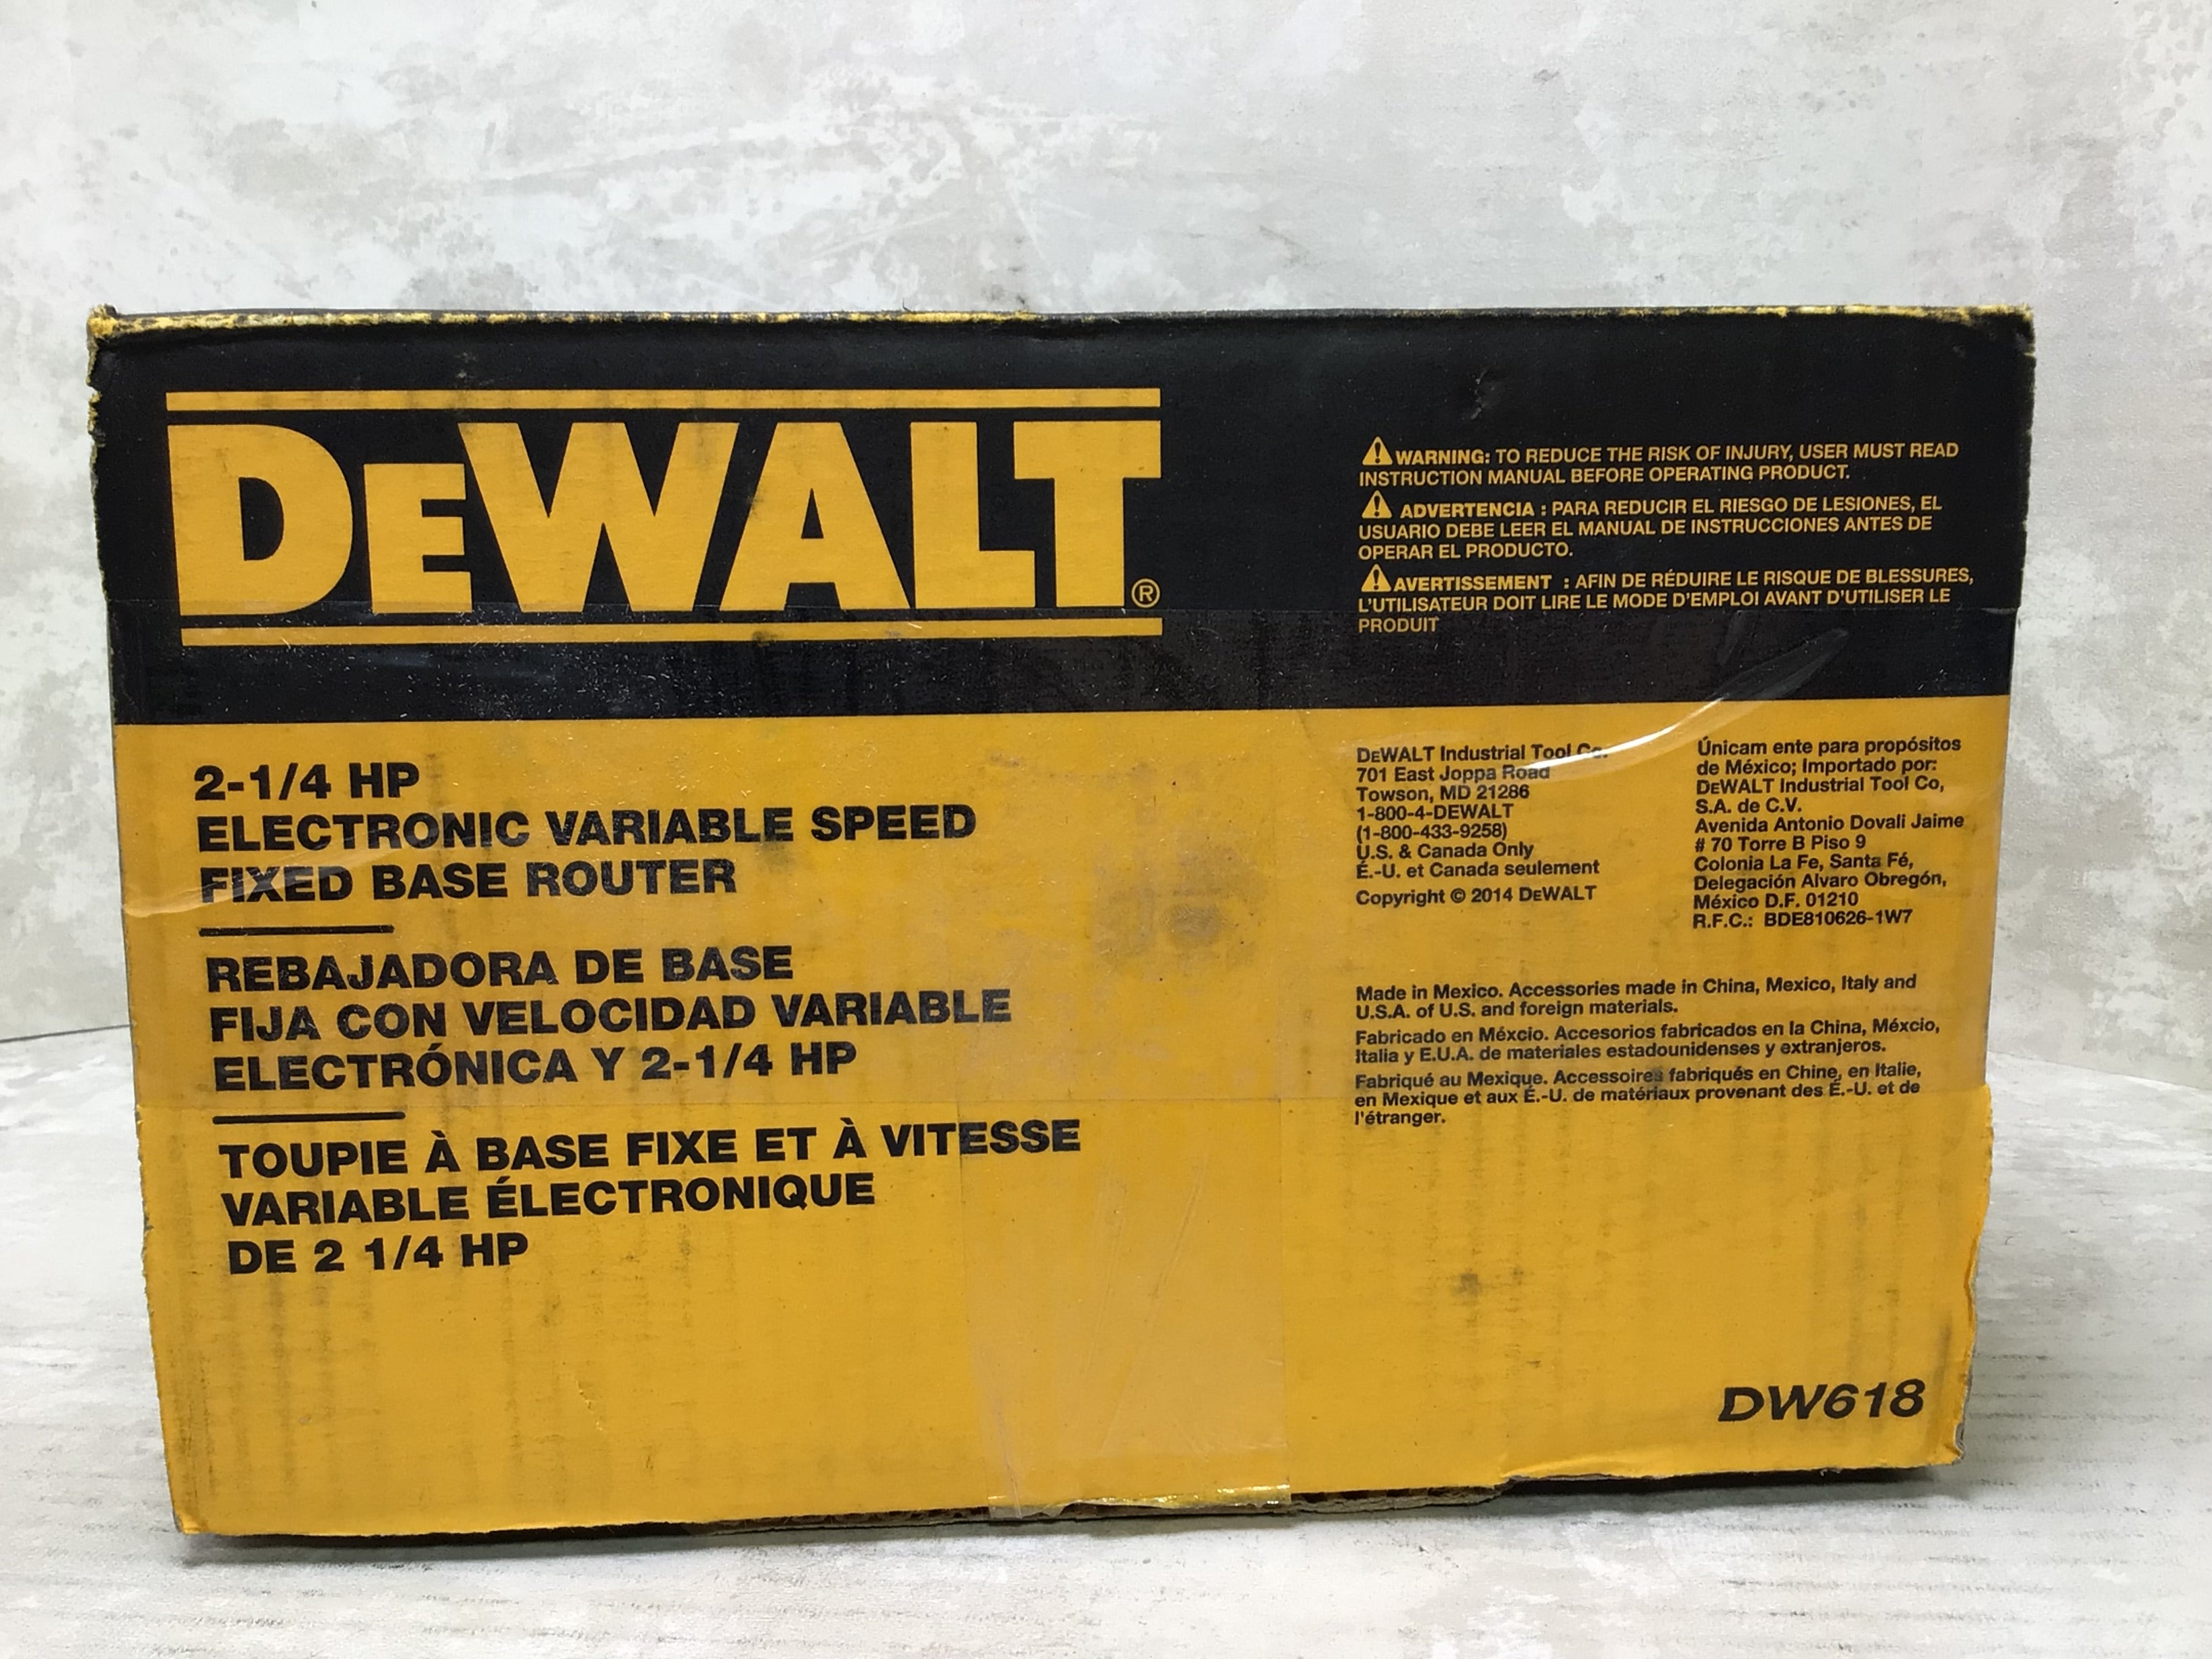 DEWALT®
⚠WARNING: TO REDUCE THE RISK OF INJURY, USER MUST READ
INSTRUCTION MANUAL BEFORE OPERATING PRODUCT.
⚠ ADVERTENCIA : PARA REDUCIR EL RIESGO DE LESIONES, EL
USUARIO DEBE LEER EL MANUAL DE INSTRUCCIONES ANTES DE
OPERAR EL PRODUCTO.
⚠AVERTISSEMENT : AFIN DE RÉDUIRE LE RISQUE DE BLESSURES,
L'UTILISATEUR DOIT LIRE LE MODE D'EMPLOI AVANT D'UTILISER LE
PRODUIT
2-1/4 HP
ELECTRONIC VARIABLE SPEED
FIXED BASE ROUTER
REBAJADORA DE BASE
FIJA CON VELOCIDAD VARIABLE
ELECTRÓNICA Y 2-1/4 HP
TOUPIE À BASE FIXE ET À VITESSE
VARIABLE ÉLECTRONIQUE
DE 2 1/4 HP
DEWALT Industrial Tool Co.
701 East Joppa Road
Towson, MD 21286
1-800-4-DEWALT
(1-800-433-9258)
U.S. & Canada Only
É.-U. et Canada seulement
Copyright © 2014 DEWALT
Únicam ente para propósitos
de México; Importado por:
DEWALT Industrial Tool Co,
S.A. de C.V.
Avenida Antonio Dovali Jaime
# 70 Torre B Piso 9
Colonia La Fe, Santa Fé,
Delegación Alvaro Obregón,
México D.F. 01210
R.F.C.: BDE810626-1W7
Made in Mexico. Accessories made in China, Mexico, Italy and
U.S.A. of U.S. and foreign materials.
Fabricado en Méxcio. Accesorios fabricados en la China, Méxcio,
Italia y E.U.A. de materiales estadounidenses y extranjeros.
Fabriqué au Mexique. Accessoires fabriqués en Chine, en Italie,
en Mexique et aux É.-U. de matériaux provenant des É.-U. et de
l'étranger.
DW618